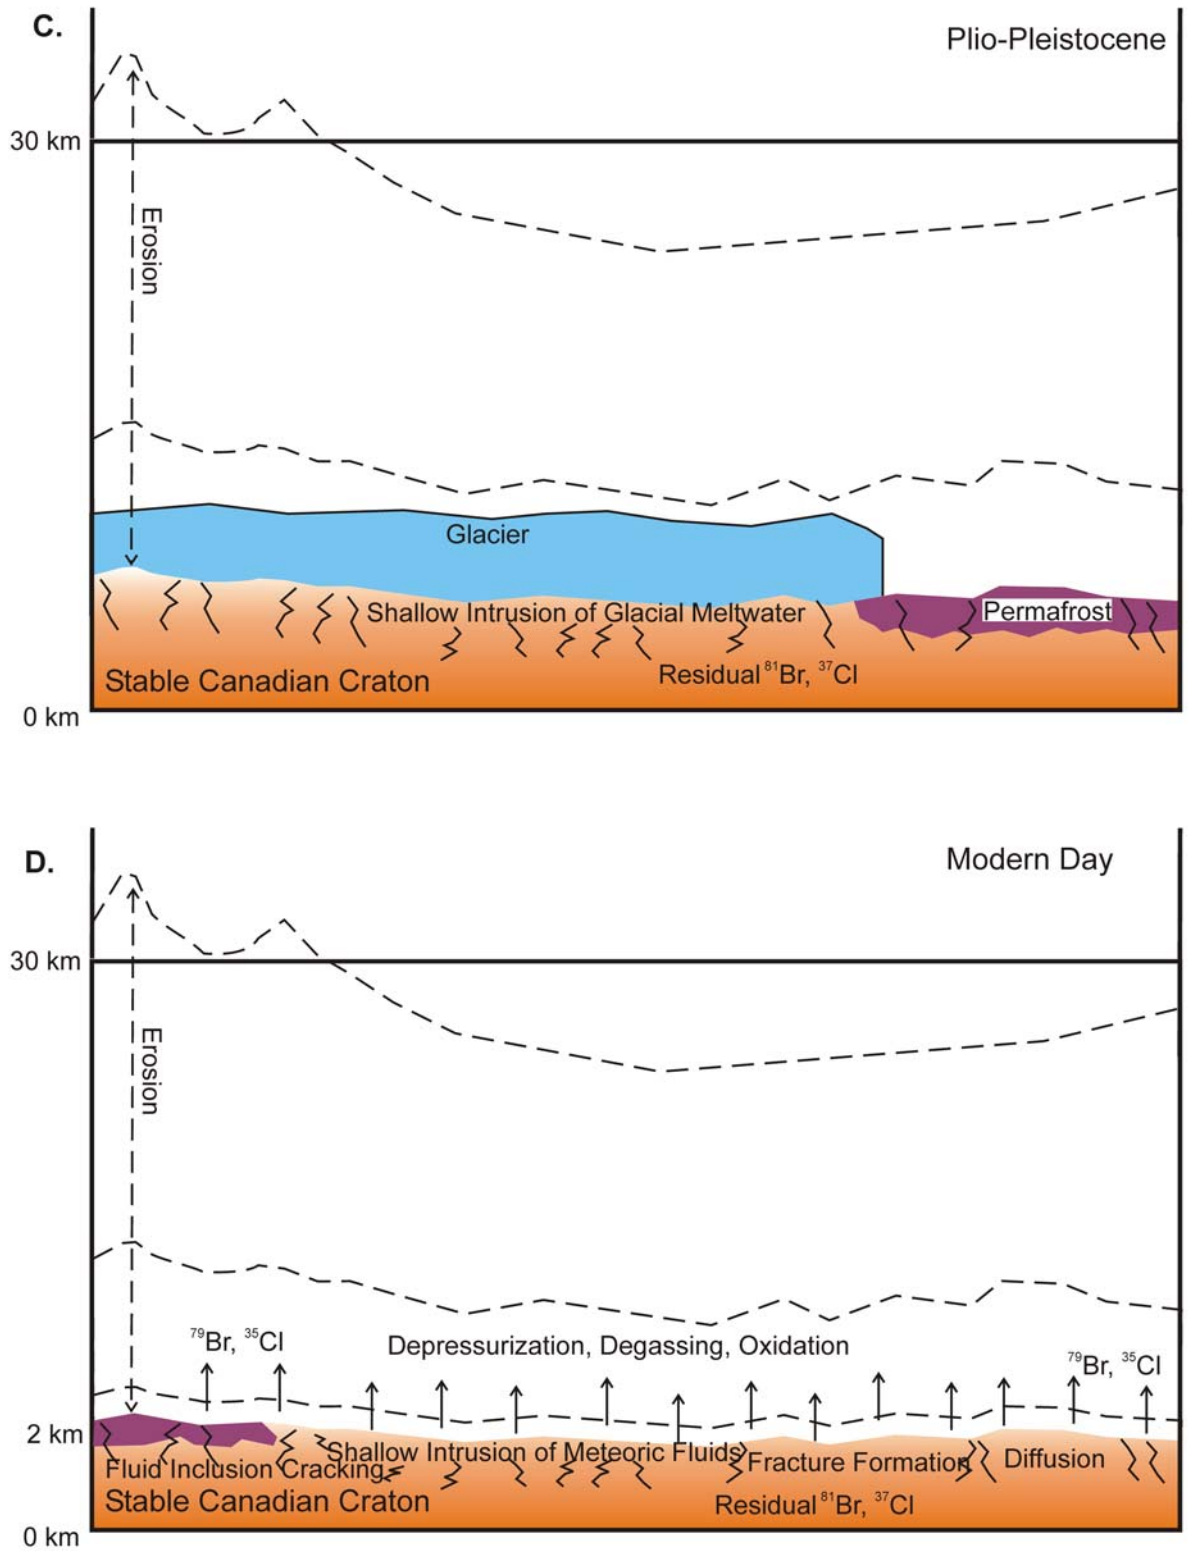 C.
Plio-Pleistocene
30 km
Erosion
Glacier
Shallow Intrusion of Glacial Meltwater
Permafrost
Residual ⁸¹Br, ³⁷Cl
Stable Canadian Craton
0 km
D.
Modern Day
30 km
Erosion
⁷⁹Br, ³⁵Cl
Depressurization, Degassing, Oxidation
⁷⁹Br, ³⁵Cl
2 km
Shallow Intrusion of Meteoric Fluids
Fracture Formation
Diffusion
Fluid Inclusion Cracking
Stable Canadian Craton
Residual ⁸¹Br, ³⁷Cl
0 km